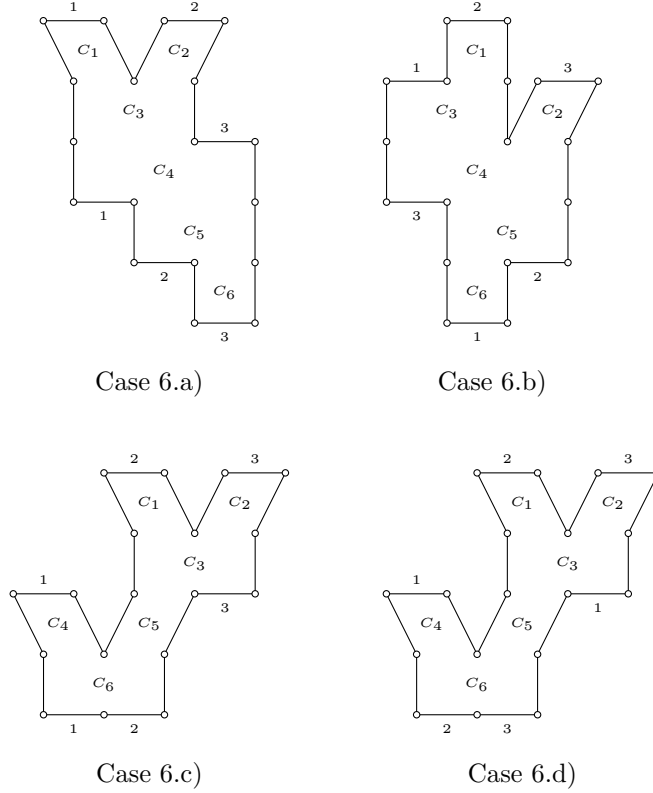 1 2 2
C1 C2 C1
1 3
C3 C3 C2
3
C4 C4
1 3
C5 C5
2 2
C6 C6
3 1
Case 6.a) Case 6.b)
2 3 2 3
C1 C2 C1 C2
C3 C3
1 3 1 1
C4 C5 C4 C5
C6 C6
1 2 2 3
Case 6.c) Case 6.d)